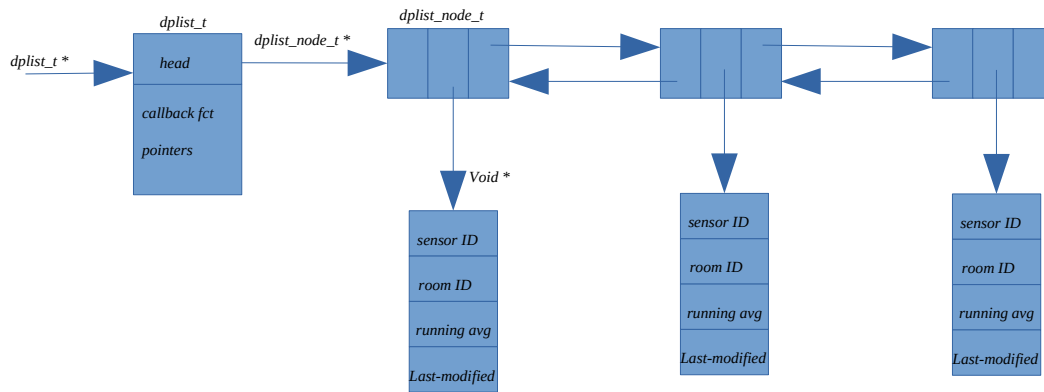 dplist_t
dplist_node_t
dplist_t *
dplist_node_t *
head
callback fct
pointers
Void *
sensor ID
room ID
running avg
Last-modified
sensor ID
room ID
running avg
Last-modified
sensor ID
room ID
running avg
Last-modified